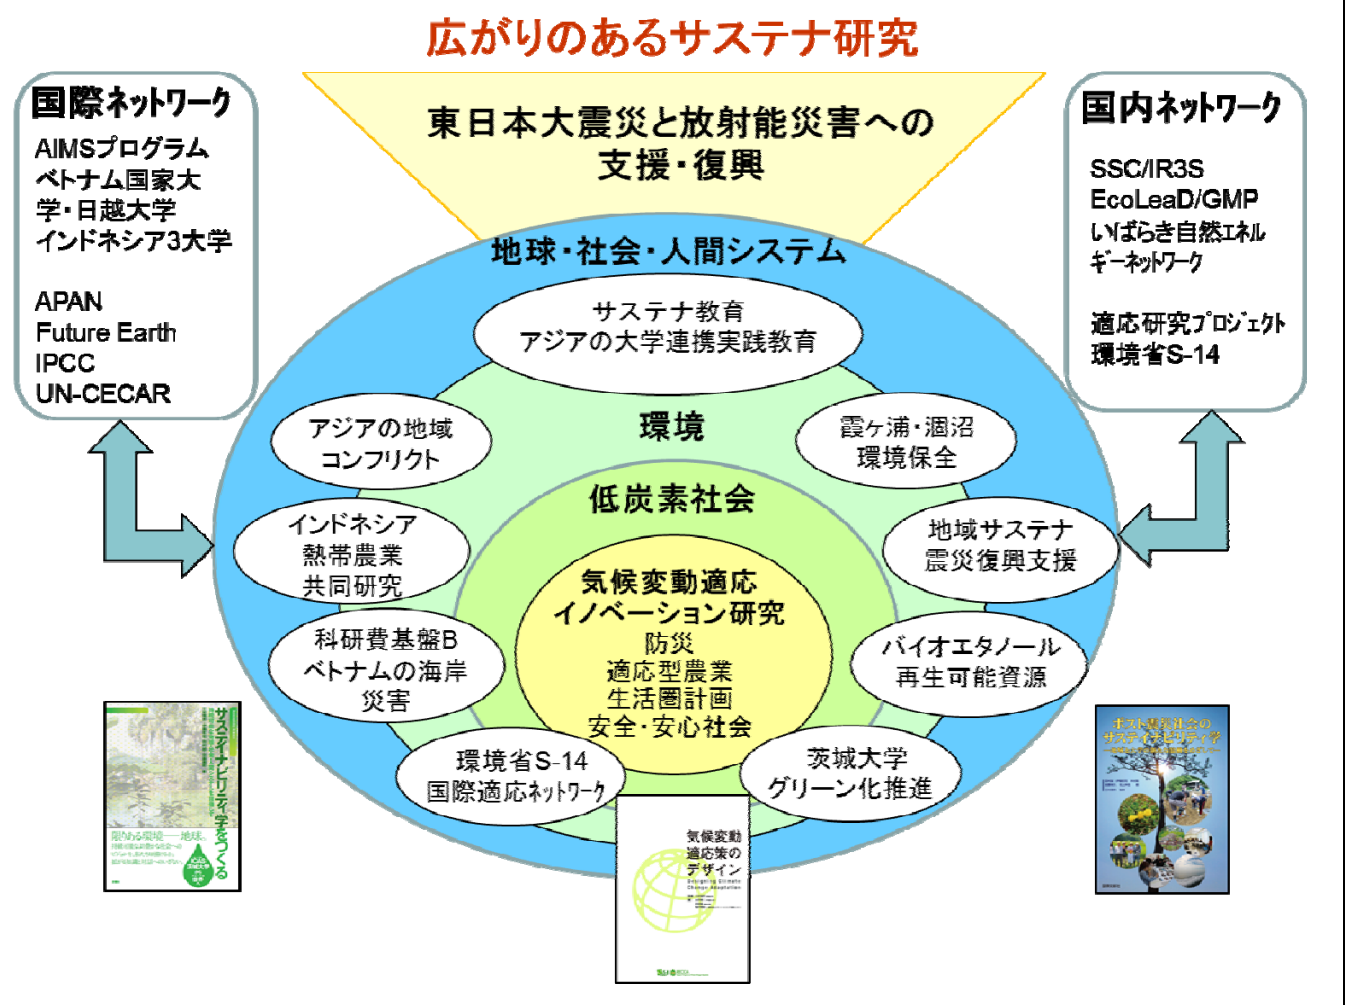 広がりのあるサステナ研究
東日本大震災と放射能災害への
支援・復興
国際ネットワーク
AIMSプログラム
ベトナム国家大
学・日越大学
インドネシア3大学
APAN
Future Earth
IPCC
UN-CECAR
国内ネットワーク
SSC/IR3S
EcoLeaD/GMP
いばらき自然エネル
ギーネットワーク
適応研究プロジェクト
環境省S-14
地球・社会・人間システム
サステナ教育
アジアの大学連携実践教育
環境
アジアの地域
コンフリクト
霞ヶ浦・涸沼
環境保全
低炭素社会
インドネシア
熱帯農業
共同研究
地域サステナ
震災復興支援
気候変動適応
イノベーション研究
防災
適応型農業
生活圏計画
安全・安心社会
科研費基盤B
ベトナムの海岸
災害
バイオエタノール
再生可能資源
環境省S-14
国際適応ネットワーク
茨城大学
グリーン化推進
サステイナビリティ学をつくる
限りある環境――地球。
気候変動
適応策の
デザイン
Designing Climate
Change Adaptation
ポスト震災社会の
サステイナビリティ学